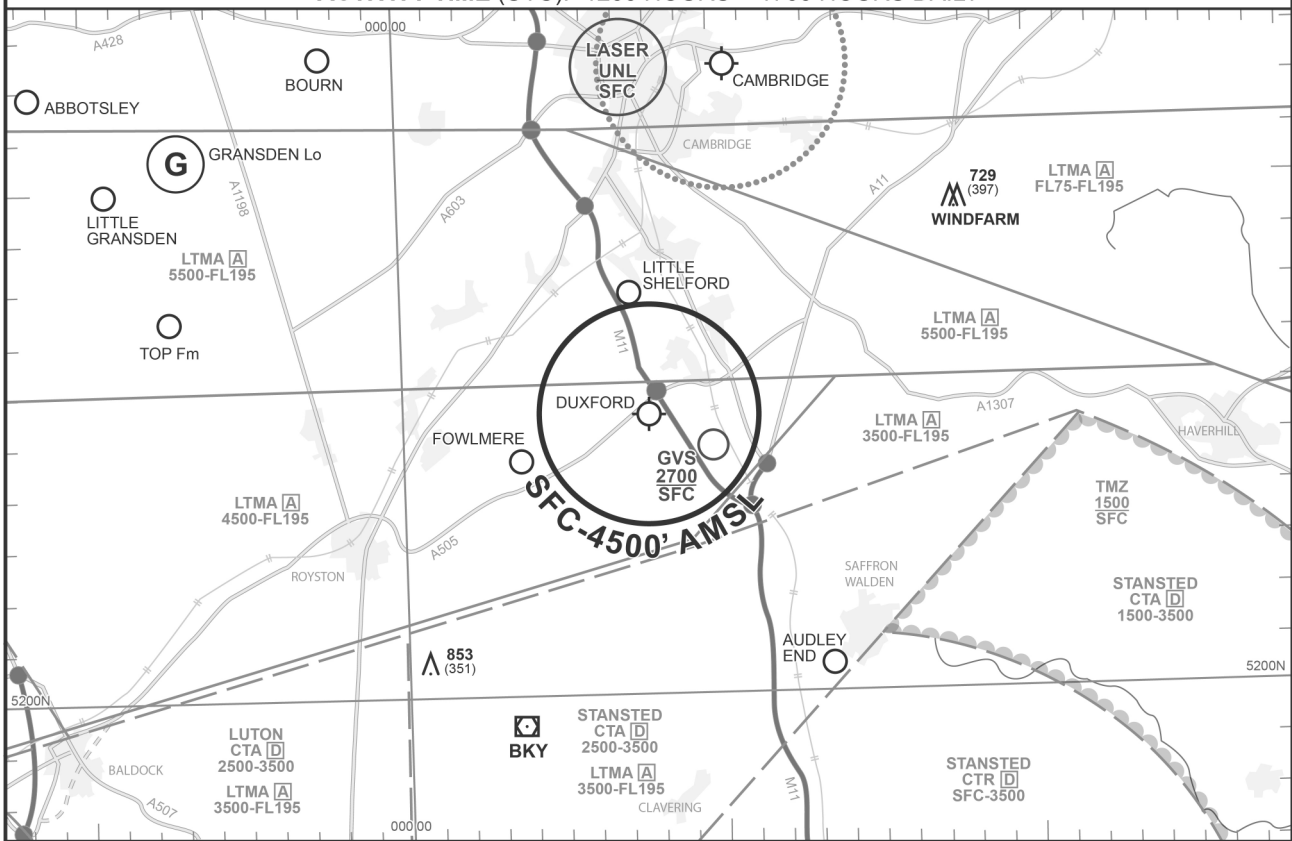 A428
000 00
BOURN
ABBOTSLEY
LASER
UNL
SFC
CAMBRIDGE
CAMBRIDGE
G
GRANSDEN Lo
LITTLE
GRANSDEN
A1198
A603
A11
LTMA A
5500-FL195
729
(397)
WINDFARM
LTMA A
FL75-FL195
LITTLE
SHELFORD
M11
TOP Fm
LTMA A
5500-FL195
DUXFORD
FOWLMERE
GVS
2700
SFC
SFC-4500' AMSL
LTMA A
3500-FL195
A1307
HAVERHILL
LTMA A
4500-FL195
A505
ROYSTON
TMZ
1500
SFC
SAFFRON
WALDEN
STANSTED
CTA D
1500-3500
853
(351)
AUDLEY
END
5200N
5200N
BKY
STANSTED
CTA D
2500-3500
LTMA A
3500-FL195
LUTON
CTA D
2500-3500
LTMA A
3500-FL195
BALDOCK
A507
CLAVERING
M11
STANSTED
CTR D
SFC-3500
000 00